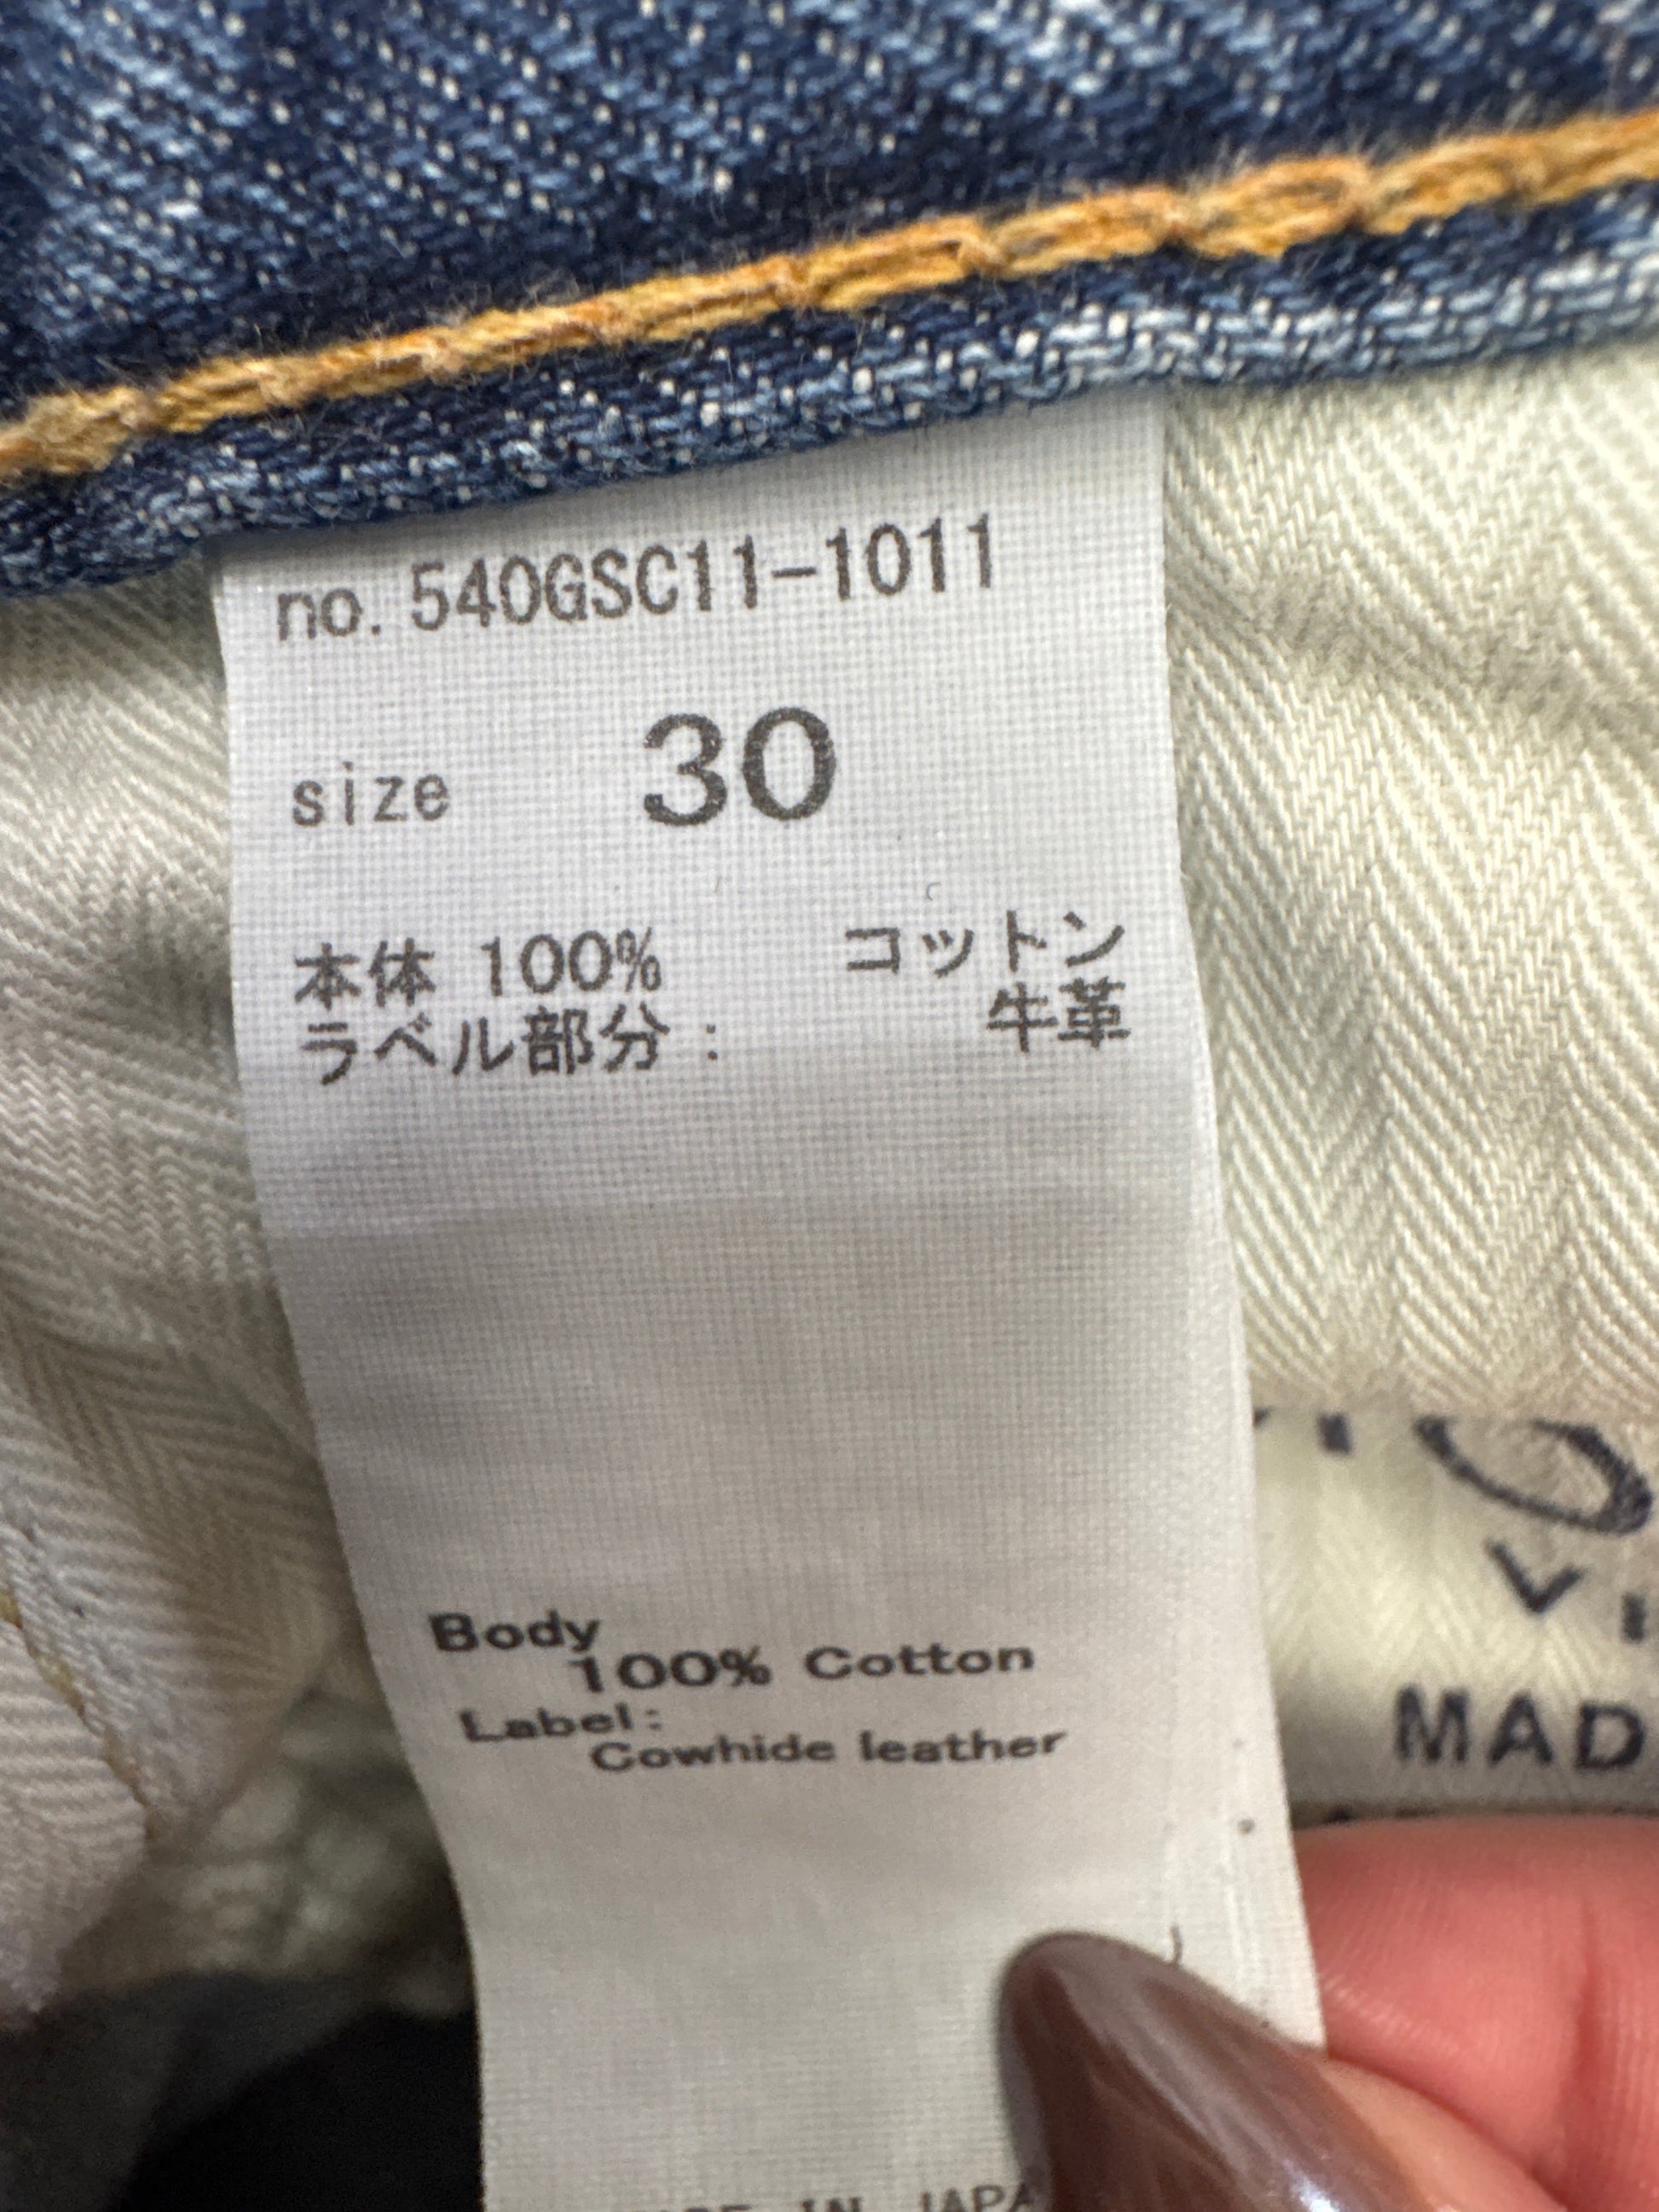 no. 540GSC11-1011
size 30
本体 100% コットン
ラベル部分: 牛革
Body
100% Cotton
Label:
Cowhide leather
IN